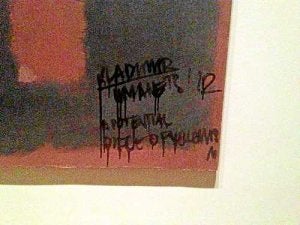 VLADIMIR
UMANETS '12
A POTENTIAL
PIECE OF YELLOWISM